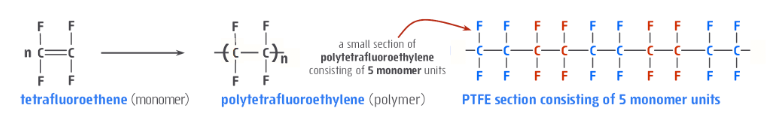 F F F F F F F F F F F F F F
n C=C C–C n a small section of polytetrafluoroethylene consisting of 5 monomer units C C C C C C C C C C
F F F F F F F F F F F F F F
tetrafluoroethene (monomer) polytetrafluoroethylene (polymer) PTFE section consisting of 5 monomer units